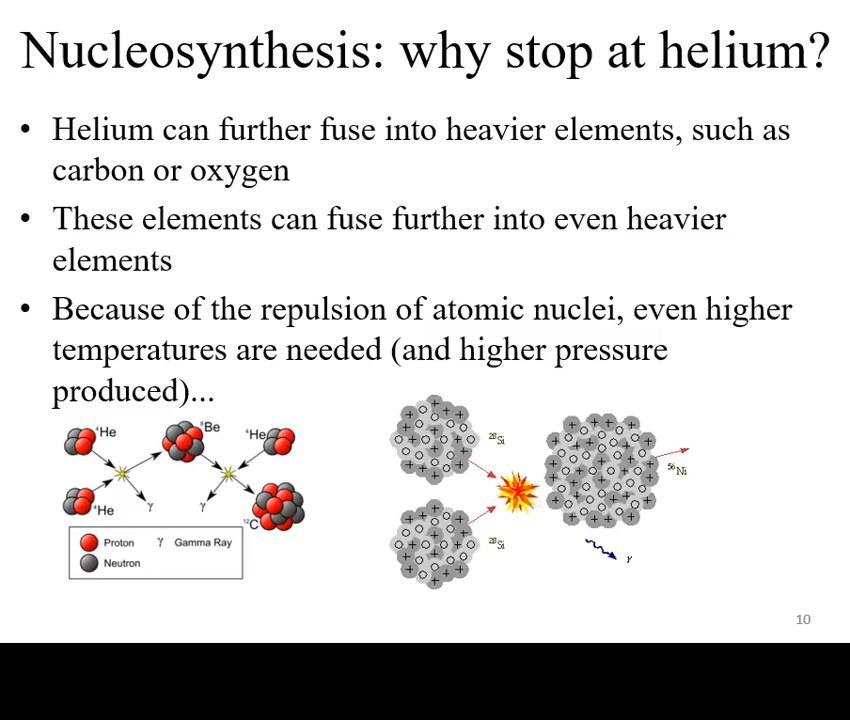 Nucleosynthesis: why stop at helium?
• Helium can further fuse into heavier elements, such as
carbon or oxygen
• These elements can fuse further into even heavier
elements
• Because of the repulsion of atomic nuclei, even higher
temperatures are needed (and higher pressure
produced)...
⁴He
⁸Be
⁴He
⁴He
γ
γ
¹²C
Proton
γ Gamma Ray
Neutron
²⁸Si
⁵⁶Ni
²⁸Si
γ
10